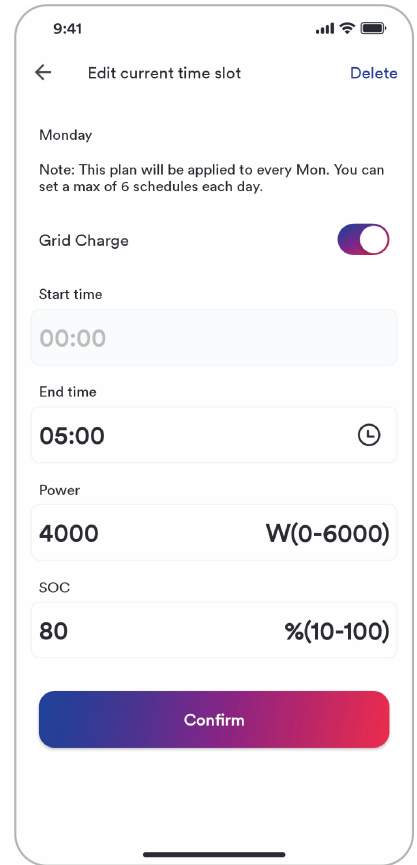 9:41
Edit current time slot
Delete
Monday
Note: This plan will be applied to every Mon. You can
set a max of 6 schedules each day.
Grid Charge
Start time
00:00
End time
05:00
Power
4000 W(0-6000)
SOC
80 %(10-100)
Confirm